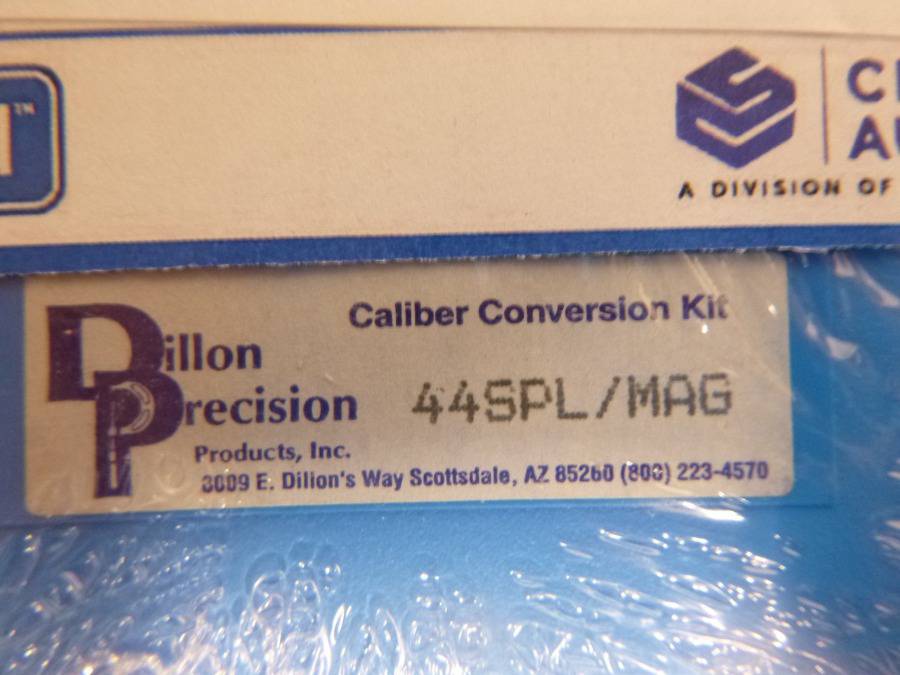 TM
A DIVISION OF
Caliber Conversion Kit
Dillon
Precision
44SPL/MAG
Products, Inc.
8009 E. Dillon's Way Scottsdale, AZ 85260 (800) 223-4570